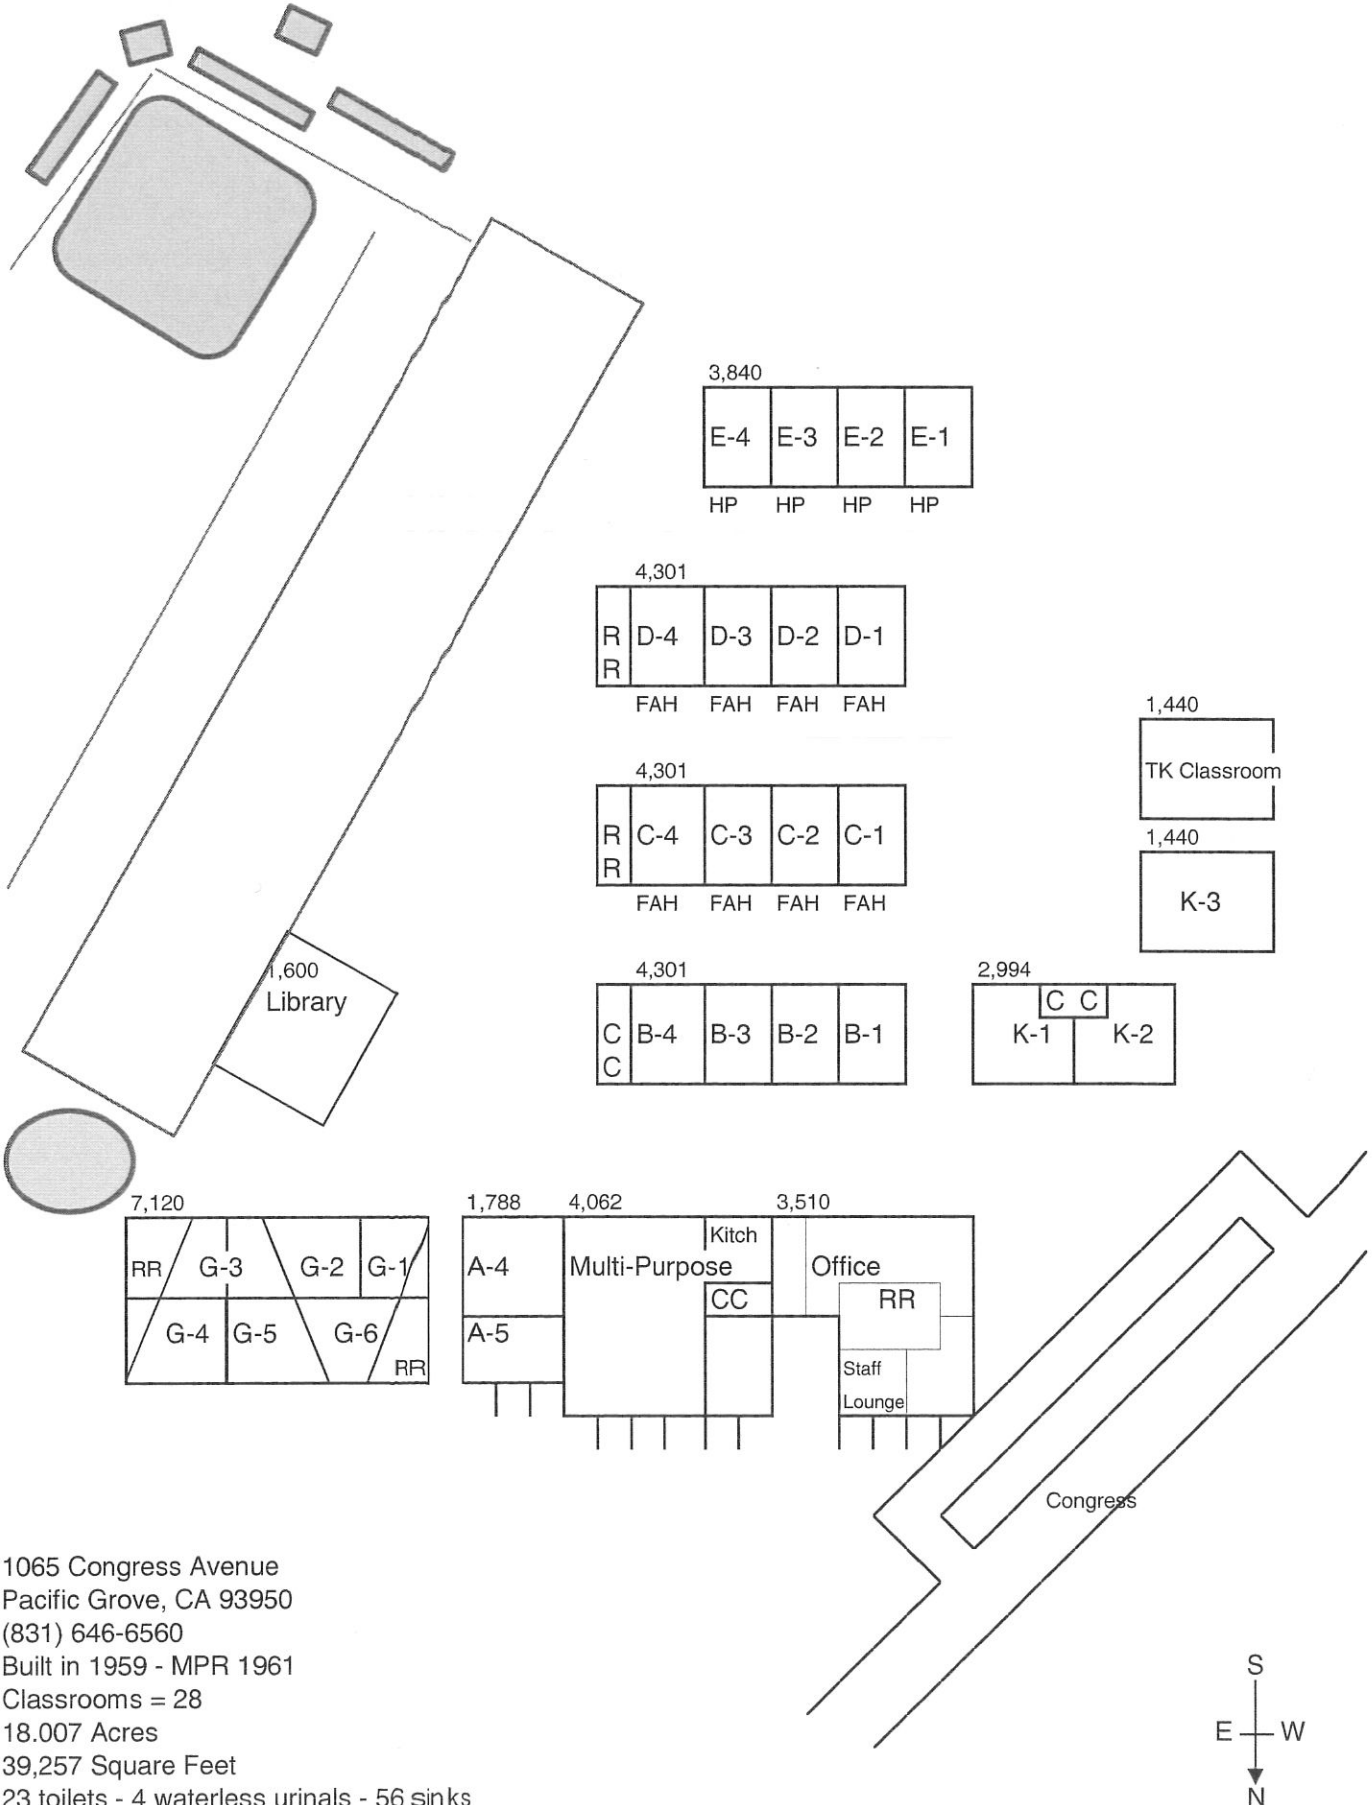 3,840
E-4 E-3 E-2 E-1
HP HP HP HP
4,301
R R D-4 D-3 D-2 D-1
FAH FAH FAH FAH
1,440
TK Classroom
4,301
R R C-4 C-3 C-2 C-1
FAH FAH FAH FAH
1,440
K-3
1,600
Library
4,301
C C B-4 B-3 B-2 B-1
2,994
C C
K-1 K-2
7,120
RR G-3 G-2 G-1
G-4 G-5 G-6 RR
1,788 4,062 3,510
Kitch
A-4 Multi-Purpose Office
CC RR
A-5
Staff
Lounge
Congress
1065 Congress Avenue
Pacific Grove, CA 93950
(831) 646-6560
Built in 1959 - MPR 1961
Classrooms = 28
18.007 Acres
39,257 Square Feet
23 toilets - 4 waterless urinals - 56 sinks
S
E W
N